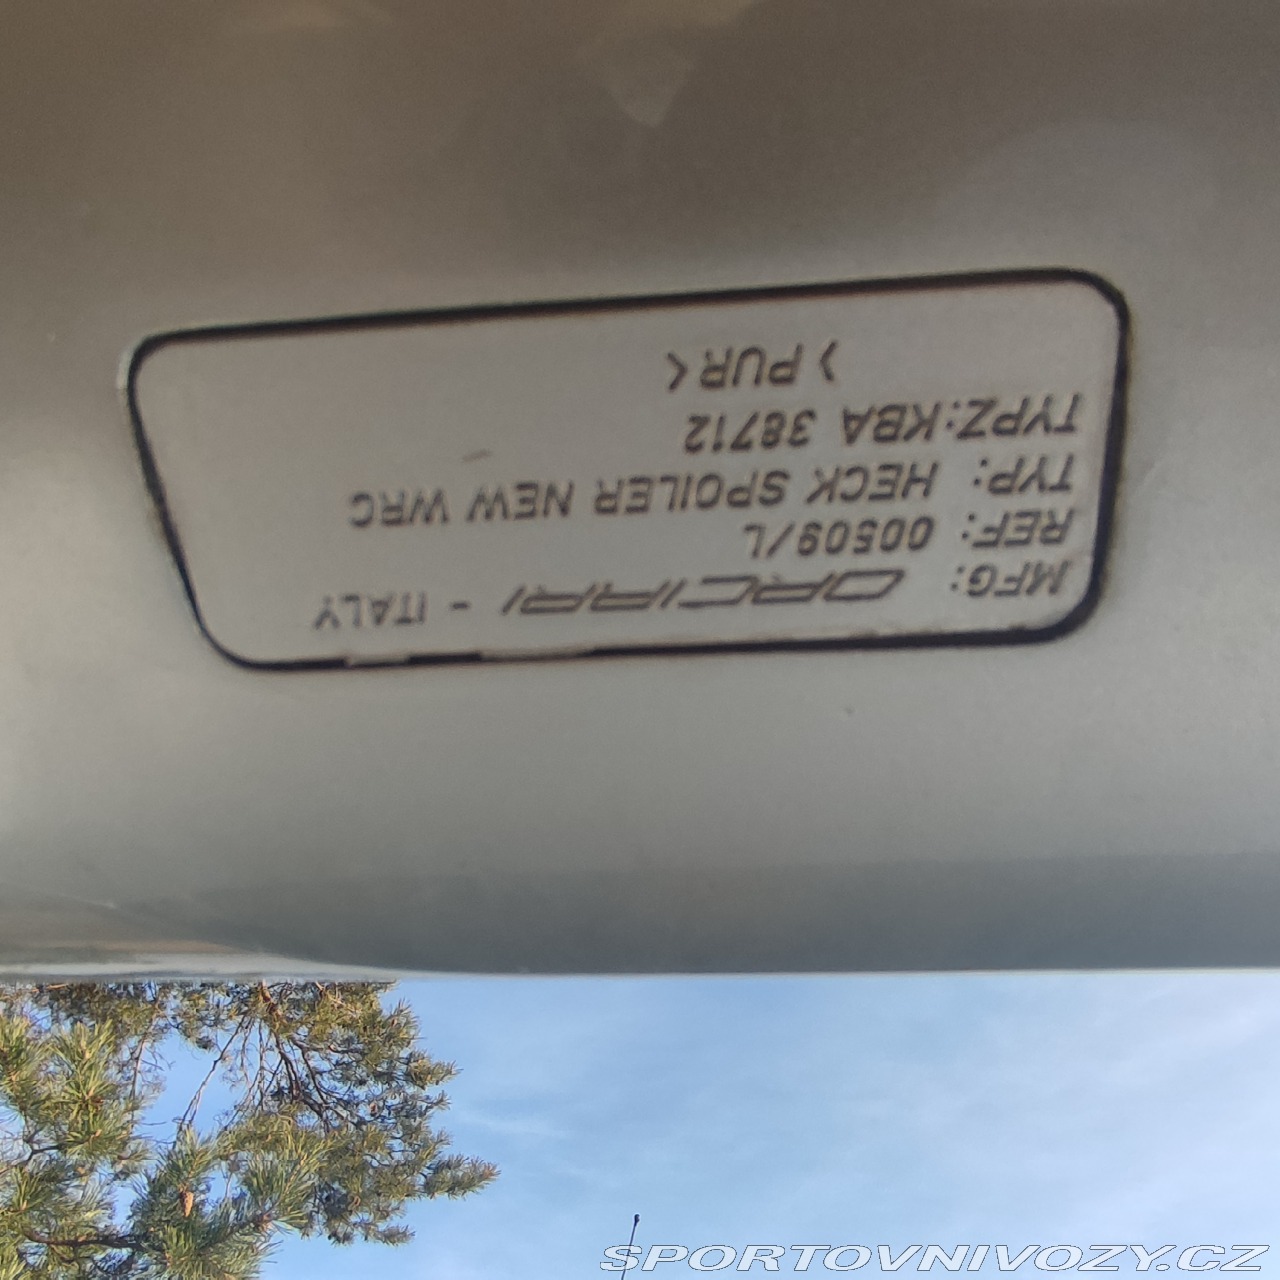 MFG: ORCIARI - ITALY
REF: 00509/L
TYP: HECK SPOILER NEW WRC
TYPZ:KBA 38712
>PUR<
SPORTOVNIVOZY.CZ